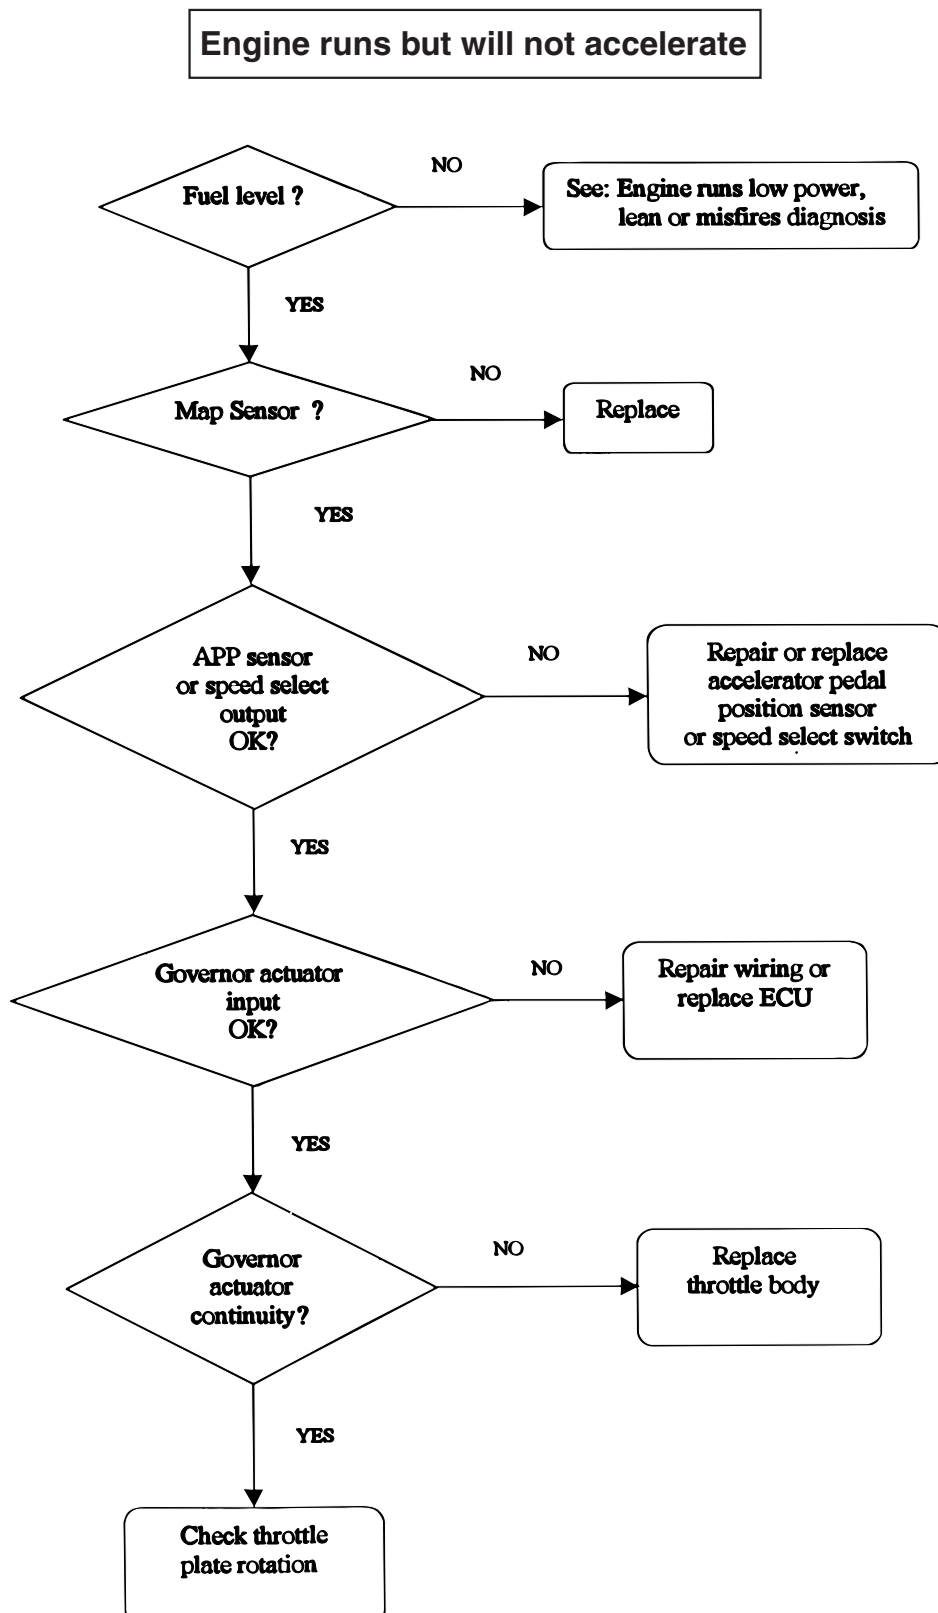 Engine runs but will not accelerate
Fuel level ?
NO
See: Engine runs low power,
lean or misfires diagnosis
YES
Map Sensor ?
NO
Replace
YES
APP sensor
or speed select
output
OK?
NO
Repair or replace
accelerator pedal
position sensor
or speed select switch
YES
Governor actuator
input
OK?
NO
Repair wiring or
replace ECU
YES
Governor
actuator
continuity?
NO
Replace
throttle body
YES
Check throttle
plate rotation